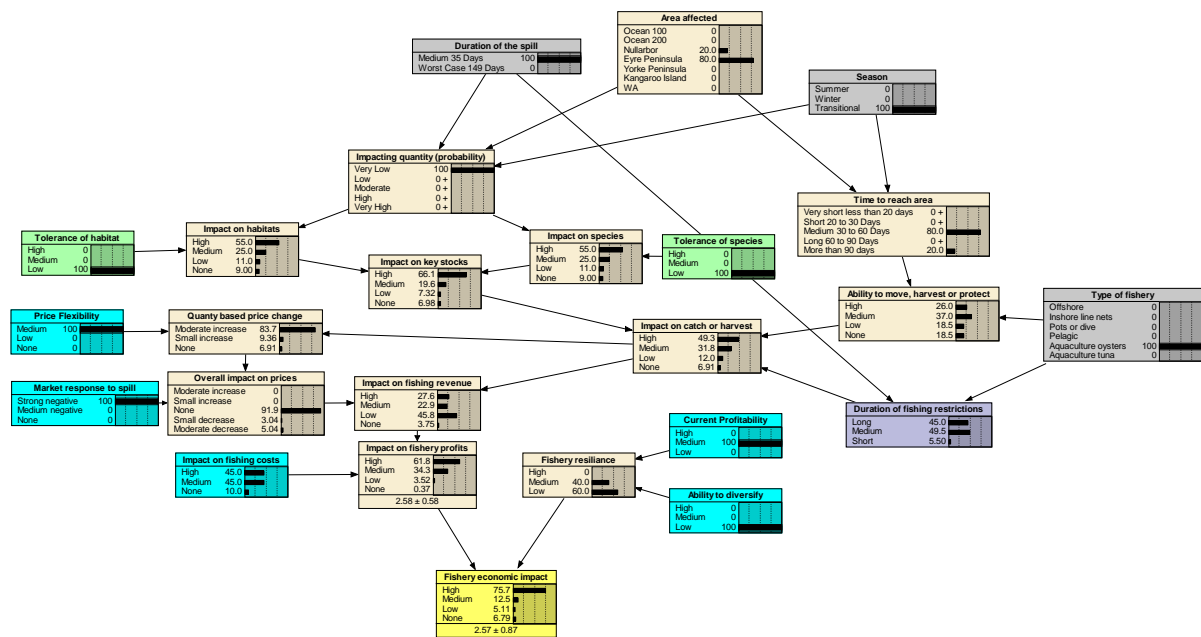 Area affected
Ocean 100 0
Ocean 200 0
Nullarbor 20.0
Eyre Peninsula 80.0
Yorke Peninsula 0
Kangaroo Island 0
WA 0
Duration of the spill
Medium 35 Days 100
Worst Case 149 Days 0
Season
Summer 0
Winter 0
Transitional 100
Impacting quantity (probability)
Very Low 100
Low 0 +
Moderate 0 +
High 0 +
Very High 0 +
Time to reach area
Very short less than 20 days 0 +
Short 20 to 30 Days 0 +
Medium 30 to 60 Days 80.0
Long 60 to 90 Days 0 +
More than 90 days 20.0
Impact on habitats
High 55.0
Medium 25.0
Low 11.0
None 9.00
Tolerance of habitat
High 0
Medium 0
Low 100
Impact on species
High 55.0
Medium 25.0
Low 11.0
None 9.00
Tolerance of species
High 0
Medium 0
Low 100
Impact on key stocks
High 66.1
Medium 19.6
Low 7.32
None 6.98
Ability to move, harvest or protect
High 26.0
Medium 37.0
Low 18.5
None 18.5
Type of fishery
Offshore 0
Inshore line nets 0
Pots or dive 0
Pelagic 0
Aquaculture oysters 100
Aquaculture tuna 0
Price Flexibility
Medium 100
Low 0
None 0
Quanty based price change
Moderate increase 83.7
Small increase 9.36
None 6.91
Impact on catch or harvest
High 49.3
Medium 31.8
Low 12.0
None 6.91
Market response to spill
Strong negative 100
Medium negative 0
None 0
Overall impact on prices
Moderate increase 0
Small increase 0
None 91.9
Small decrease 3.04
Moderate decrease 5.04
Impact on fishing revenue
High 27.6
Medium 22.9
Low 45.8
None 3.75
Duration of fishing restrictions
Long 45.0
Medium 49.5
Short 5.50
Current Profitability
High 0
Medium 100
Low 0
Impact on fishing costs
High 45.0
Medium 45.0
None 10.0
Impact on fishery profits
High 61.8
Medium 34.3
Low 3.52
None 0.37
2.58 ± 0.58
Fishery resiliance
High 0
Medium 40.0
Low 60.0
Ability to diversify
High 0
Medium 0
Low 100
Fishery economic impact
High 75.7
Medium 12.5
Low 5.11
None 6.79
2.57 ± 0.87